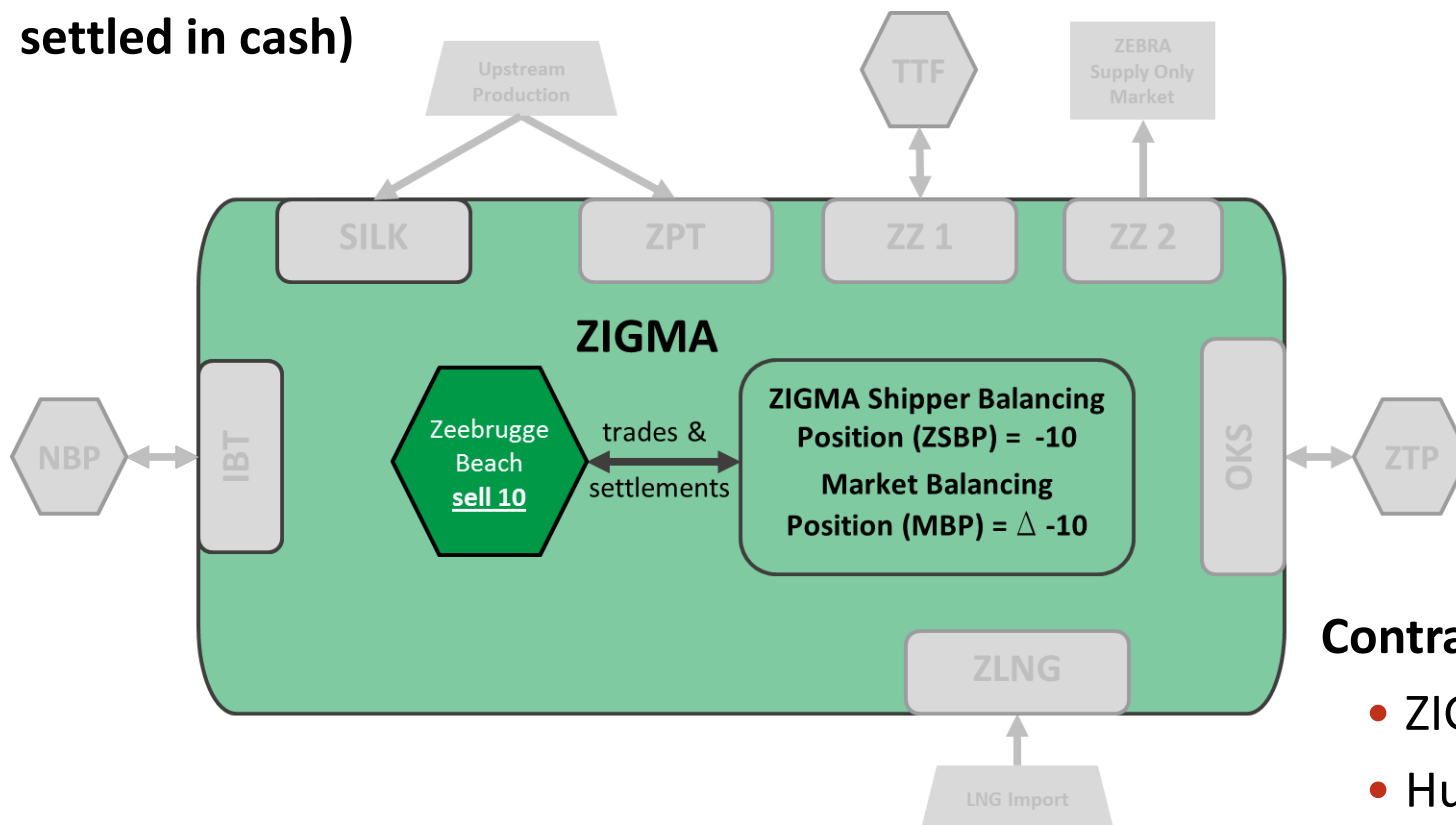 settled in cash)
Upstream
Production
TTF
ZEBRA
Supply Only
Market
SILK
ZPT
ZZ 1
ZZ 2
ZIGMA
NBP
IBT
Zeebrugge
Beach
sell 10
trades &
settlements
ZIGMA Shipper Balancing
Position (ZSBP) = -10
Market Balancing
Position (MBP) = Δ -10
OKS
ZTP
ZLNG
LNG Import
Contra
• ZIG
• Hu